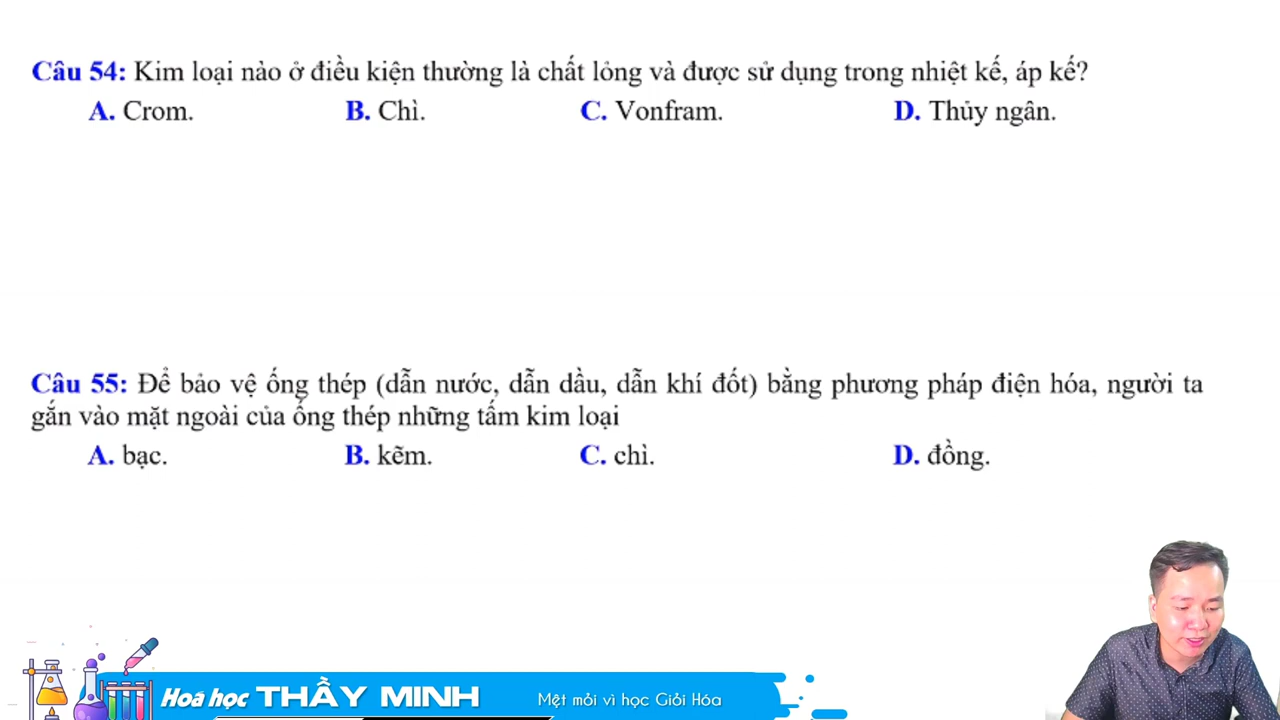 Câu 54: Kim loại nào ở điều kiện thường là chất lỏng và được sử dụng trong nhiệt kế, áp kế?
A. Crom. B. Chì. C. Vonfram. D. Thủy ngân.
Câu 55: Để bảo vệ ống thép (dẫn nước, dẫn dầu, dẫn khí đốt) bằng phương pháp điện hóa, người ta
gắn vào mặt ngoài của ống thép những tấm kim loại
A. bạc. B. kẽm. C. chì. D. đồng.
Hoá học THẦY MINH Mệt mỏi vì học Giỏi Hóa